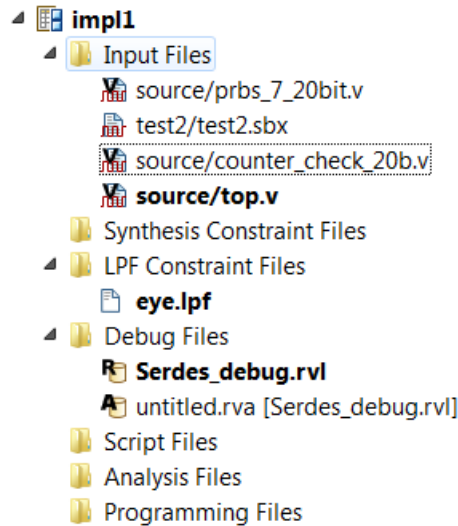 impl1
Input Files
source/prbs_7_20bit.v
test2/test2.sbx
source/counter_check_20b.v
source/top.v
Synthesis Constraint Files
LPF Constraint Files
eye.lpf
Debug Files
Serdes_debug.rvl
untitled.rva [Serdes_debug.rvl]
Script Files
Analysis Files
Programming Files